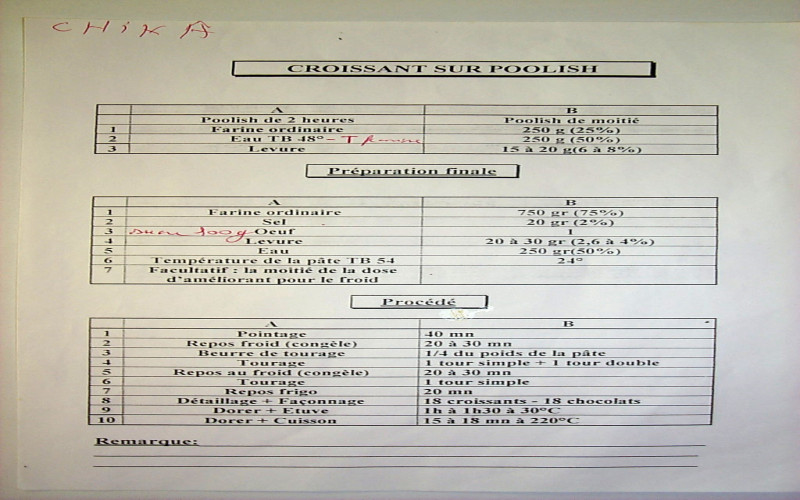 CHIKA
CROISSANT SUR POOLISH
A B
Poolish de 2 heures Poolish de moitié
1 Farine ordinaire 250 g (25%)
2 Eau TB 48° – T 250 g (50%)
3 Levure 15 à 20 g(6 à 8%)
Préparation finale
A B
1 Farine ordinaire 750 gr (75%)
2 Sel 20 gr (2%)
3 sucre 100g Oeuf 1
4 Levure 20 à 30 gr (2,6 à 4%)
5 Eau 250 gr(50%)
6 Température de la pâte TB 54 24°
7 Facultatif : la moitié de la dose
d'améliorant pour le froid
Procédé
A B
1 Pointage 40 mn
2 Repos froid (congèle) 20 à 30 mn
3 Beurre de tourage 1/4 du poids de la pâte
4 Tourage 1 tour simple + 1 tour double
5 Repos au froid (congèle) 20 à 30 mn
6 Tourage 1 tour simple
7 Repos frigo 20 mn
8 Détaillage + Façonnage 18 croissants - 18 chocolats
9 Dorer + Etuve 1h à 1h30 à 30°C
10 Dorer + Cuisson 15 à 18 mn à 220°C
Remarque: